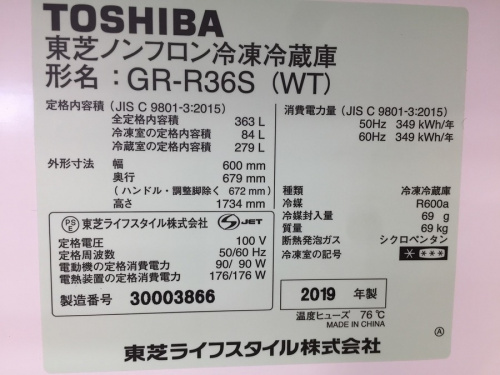 TOSHIBA
東芝ノンフロン冷凍冷蔵庫
形名：GR-R36S (WT)
定格内容積（JIS C 9801-3:2015）
全定格内容積 363 L
冷凍室の定格内容積 84 L
冷蔵室の定格内容積 279 L
消費電力量（JIS C 9801-3:2015）
50Hz 349 kWh/年
60Hz 349 kWh/年
外形寸法 幅 600 mm
奥行 679 mm
（ハンドル・調整脚除く 672 mm）
高さ 1734 mm
種類 冷凍冷蔵庫
冷媒 R600a
冷媒封入量 69 g
質量 69 kg
断熱発泡ガス シクロペンタン
冷凍室の記号 * ***
PS E 東芝ライフスタイル株式会社 JET
定格電圧 100 V
定格周波数 50/60 Hz
電動機の定格消費電力 90/ 90 W
電熱装置の定格消費電力 176/176 W
製造番号 30003866
2019 年製
温度ヒューズ 76 ℃
MADE IN CHINA
Ⓐ
東芝ライフスタイル株式会社